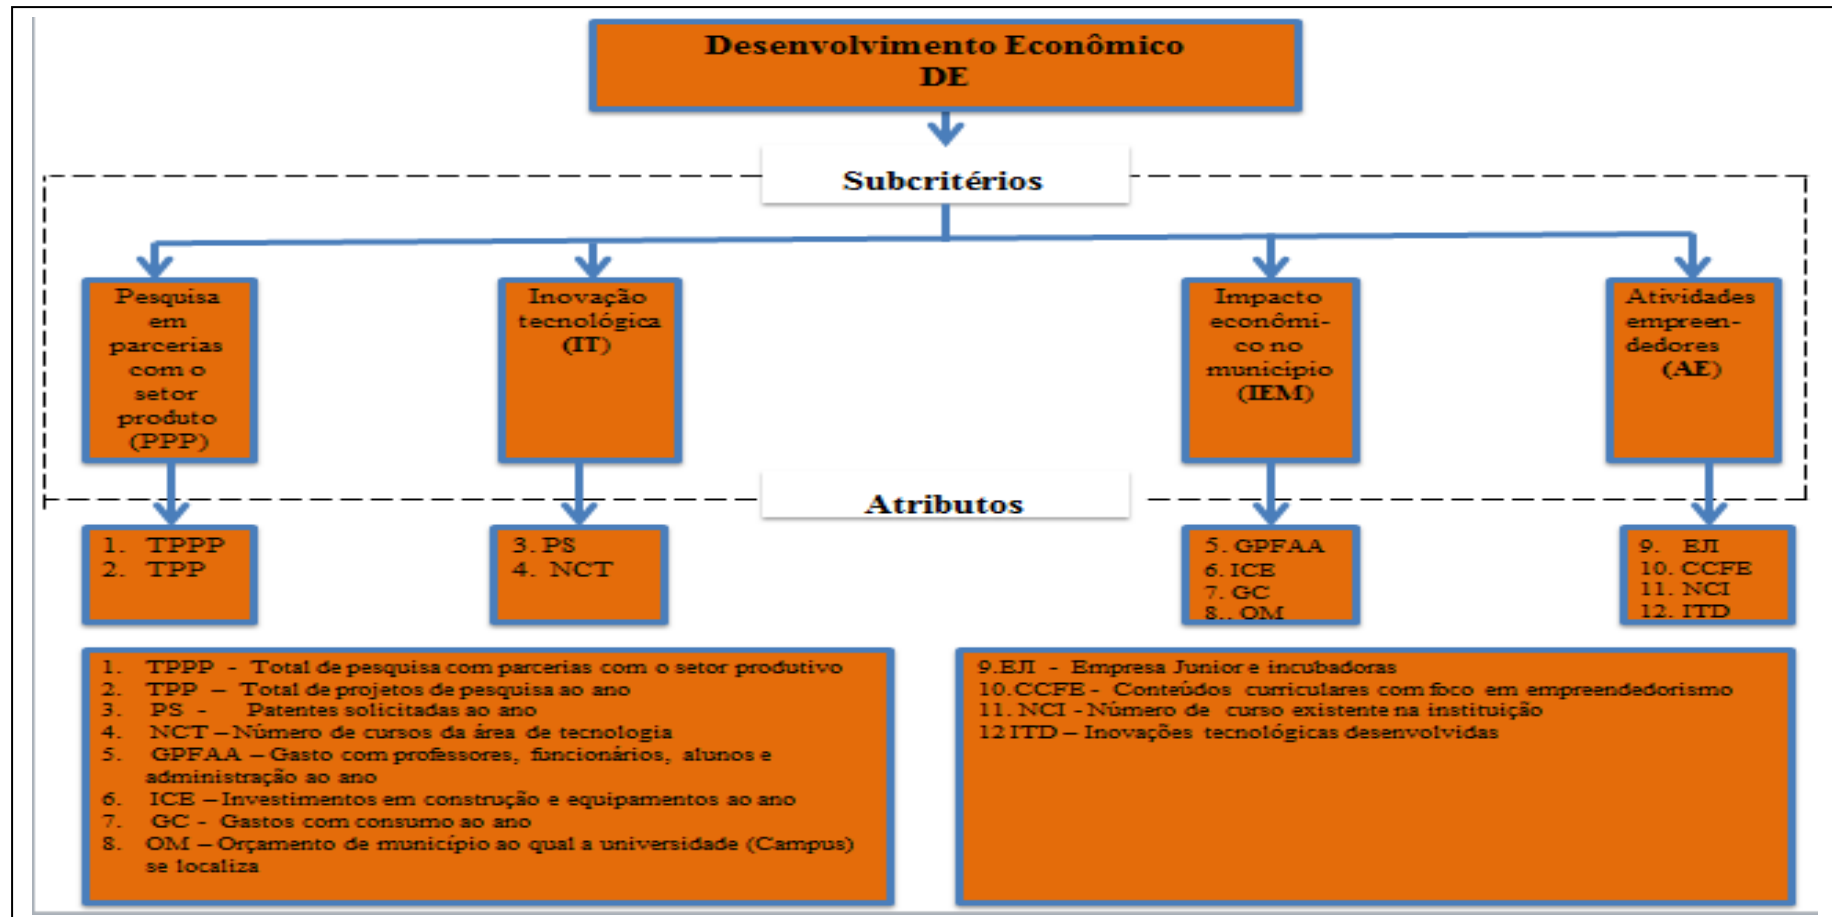 Desenvolvimento Econômico
DE
Subcritérios
Pesquisa
em
parcerias
com o
setor
produto
(PPP)
Inovação
tecnológica
(IT)
Impacto
econômi-
co no
município
(IEM)
Atividades
empreen-
dedores
(AE)
Atributos
1. TPPP
2. TPP
3. PS
4. NCT
5. GPFAA
6. ICE
7. GC
8.. OM
9. EJI
10. CCFE
11. NCI
12. ITD
1. TPPP - Total de pesquisa com parcerias com o setor produtivo
2. TPP – Total de projetos de pesquisa ao ano
3. PS - Patentes solicitadas ao ano
4. NCT – Número de cursos da área de tecnologia
5. GPFAA – Gasto com professores, funcionários, alunos e
administração ao ano
6. ICE – Investimentos em construção e equipamentos ao ano
7. GC - Gastos com consumo ao ano
8. OM – Orçamento de município ao qual a universidade (Campus)
se localiza
9.EJI - Empresa Junior e incubadoras
10.CCFE - Conteúdos curriculares com foco em empreendedorismo
11. NCI - Número de curso existente na instituição
12 ITD – Inovações tecnológicas desenvolvidas